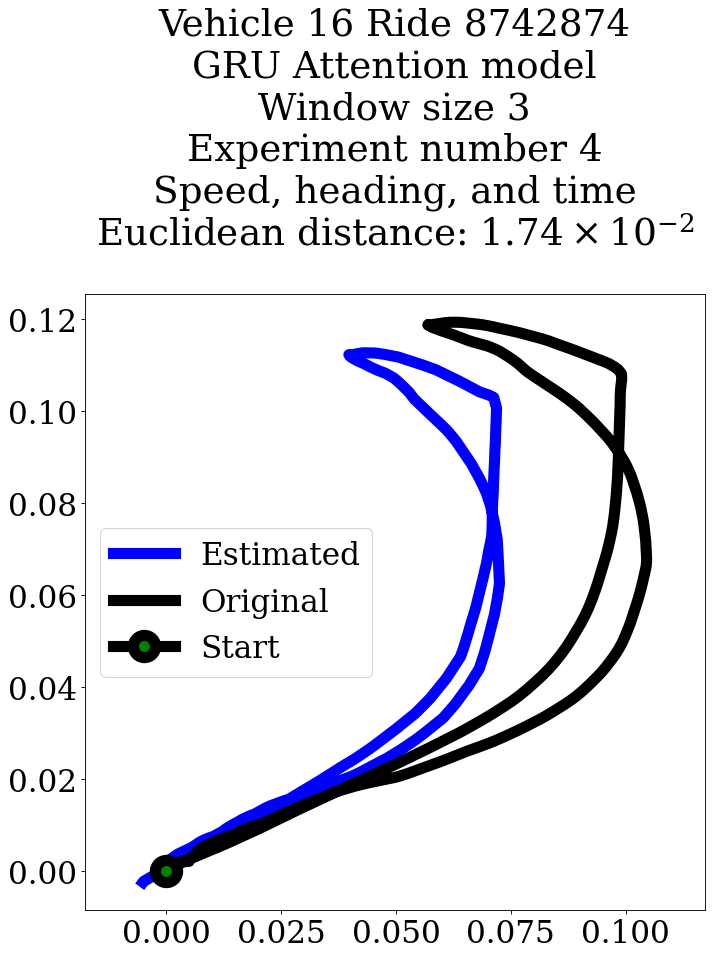 Vehicle 16 Ride 8742874
GRU Attention model
Window size 3
Experiment number 4
Speed, heading, and time
Euclidean distance: 1.74 × 10⁻²
0.12
0.10
0.08
0.06
0.04
0.02
0.00
Estimated
Original
Start
0.000 0.025 0.050 0.075 0.100